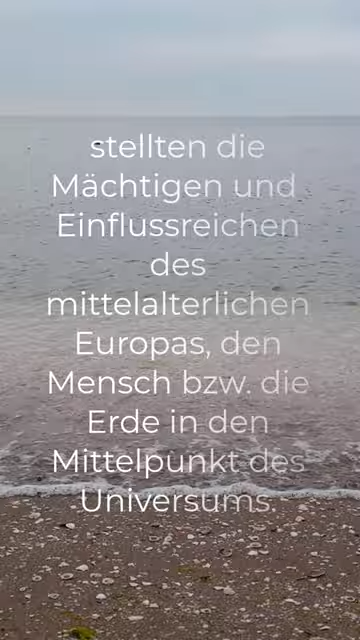 stellten die
Mächtigen und
Einflussreichen
des
mittelalterlichen
Europas, den
Mensch bzw. die
Erde in den
Mittelpunkt des
Universums.